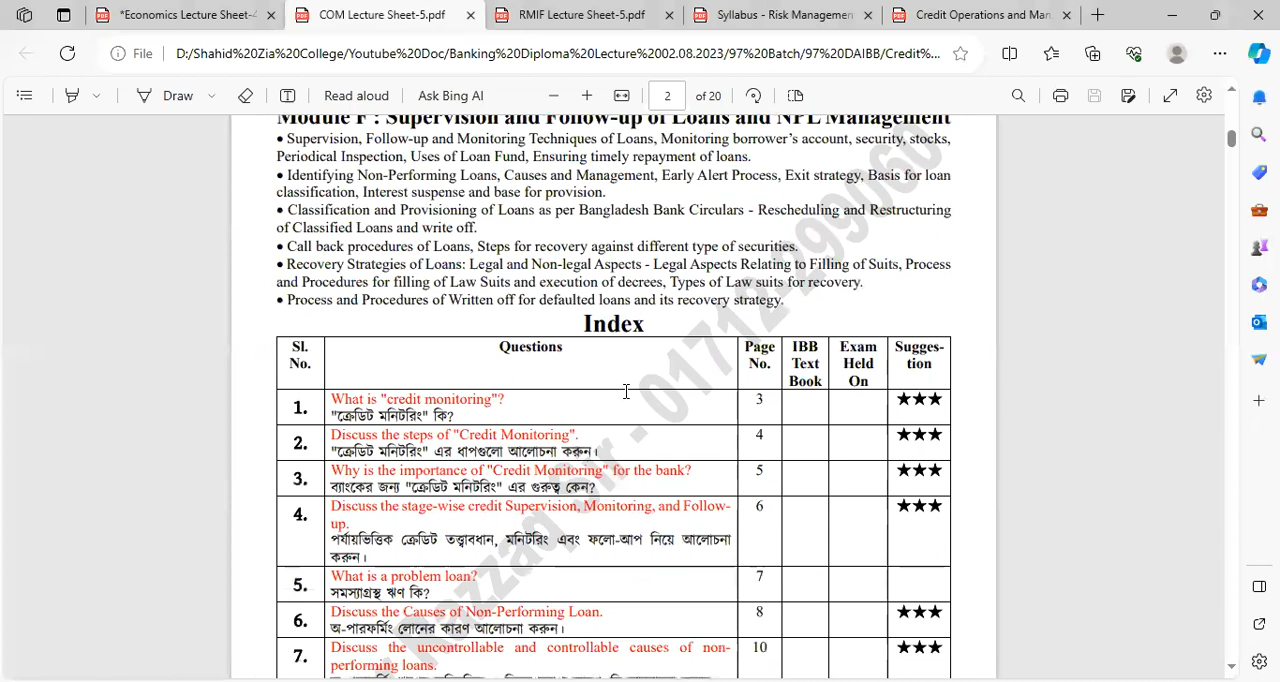 *Economics Lecture Sheet-4
COM Lecture Sheet-5.pdf
RMIF Lecture Sheet-5.pdf
Syllabus - Risk Managemen
Credit Operations and Man
File
D:/Shahid%20Zia%20College/Youtube%20Doc/Banking%20Diploma%20Lecture%2002.08.2023/97%20Batch/97%20DAIBB/Credit%...
Draw
Read aloud
Ask Bing AI
2
of 20
Module F : Supervision and Follow-up of Loans and NPL Management
• Supervision, Follow-up and Monitoring Techniques of Loans, Monitoring borrower's account, security, stocks,
Periodical Inspection, Uses of Loan Fund, Ensuring timely repayment of loans.
• Identifying Non-Performing Loans, Causes and Management, Early Alert Process, Exit strategy, Basis for loan
classification, Interest suspense and base for provision.
• Classification and Provisioning of Loans as per Bangladesh Bank Circulars - Rescheduling and Restructuring
of Classified Loans and write off.
• Call back procedures of Loans, Steps for recovery against different type of securities.
• Recovery Strategies of Loans: Legal and Non-legal Aspects - Legal Aspects Relating to Filling of Suits, Process
and Procedures for filling of Law Suits and execution of decrees, Types of Law suits for recovery.
• Process and Procedures of Written off for defaulted loans and its recovery strategy.
Index
Sl. No.
Questions
Page No.
IBB Text Book
Exam Held On
Sugges-tion
1.
What is "credit monitoring"?
"ক্রেডিট মনিটরিং" কি?
3
★★★
2.
Discuss the steps of "Credit Monitoring".
"ক্রেডিট মনিটরিং" এর ধাপগুলো আলোচনা করুন।
4
★★★
3.
Why is the importance of "Credit Monitoring" for the bank?
ব্যাংকের জন্য "ক্রেডিট মনিটরিং" এর গুরুত্ব কেন?
5
★★★
4.
Discuss the stage-wise credit Supervision, Monitoring, and Follow-
up.
পর্যায়ভিত্তিক ক্রেডিট তত্ত্বাবধান, মনিটরিং এবং ফলো-আপ নিয়ে আলোচনা
করুন।
6
★★★
5.
What is a problem loan?
সমস্যাগ্রস্থ ঋণ কি?
7
6.
Discuss the Causes of Non-Performing Loan.
অ-পারফর্মিং লোনের কারণ আলোচনা করুন।
8
★★★
7.
Discuss the uncontrollable and controllable causes of non-
performing loans.
10
★★★
Razzaq Sir - 01712-299060